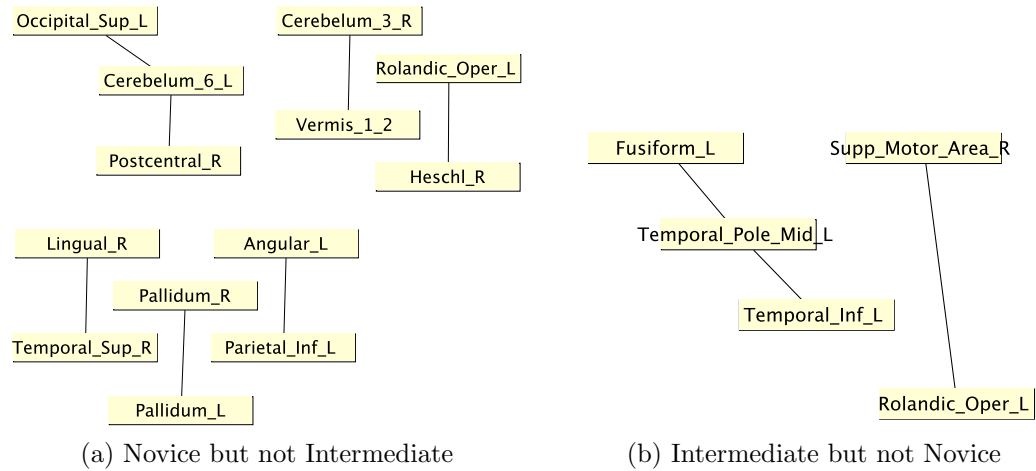 Occipital_Sup_L
Cerebelum_6_L
Postcentral_R
Cerebelum_3_R
Vermis_1_2
Rolandic_Oper_L
Heschl_R
Lingual_R
Temporal_Sup_R
Pallidum_R
Pallidum_L
Angular_L
Parietal_Inf_L
(a) Novice but not Intermediate
Fusiform_L
Temporal_Pole_Mid_L
Temporal_Inf_L
Supp_Motor_Area_R
Rolandic_Oper_L
(b) Intermediate but not Novice